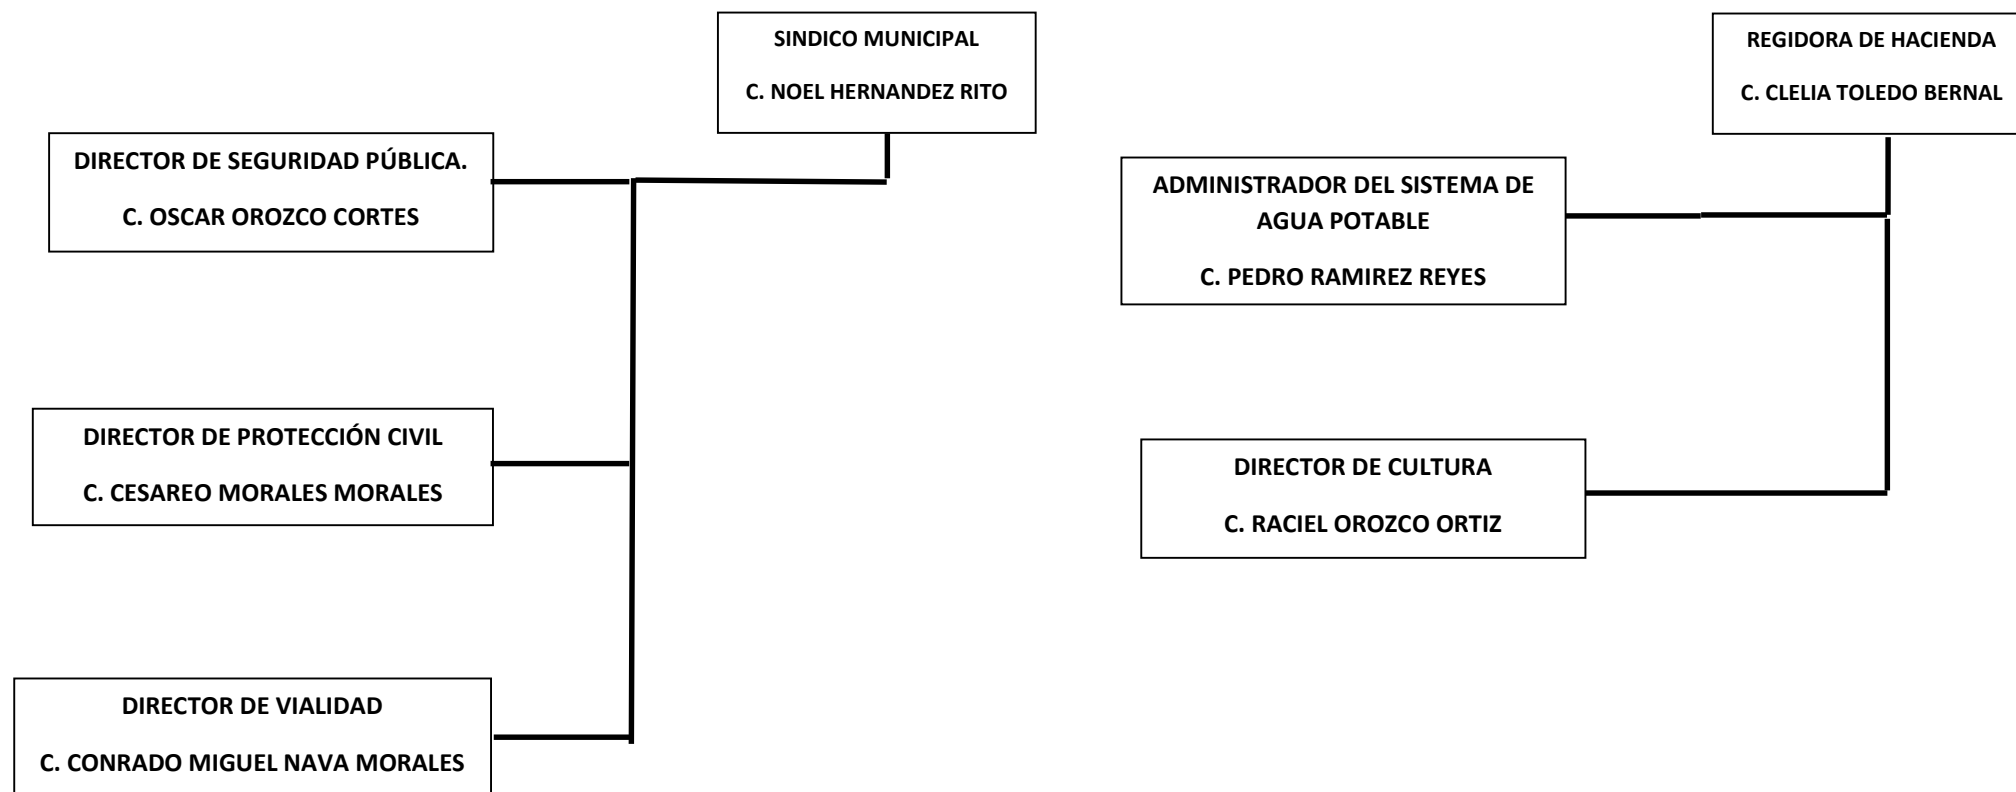 SINDICO MUNICIPAL
C. NOEL HERNANDEZ RITO
DIRECTOR DE SEGURIDAD PÚBLICA.
C. OSCAR OROZCO CORTES
DIRECTOR DE PROTECCIÓN CIVIL
C. CESAREO MORALES MORALES
DIRECTOR DE VIALIDAD
C. CONRADO MIGUEL NAVA MORALES
REGIDORA DE HACIENDA
C. CLELIA TOLEDO BERNAL
ADMINISTRADOR DEL SISTEMA DE
AGUA POTABLE
C. PEDRO RAMIREZ REYES
DIRECTOR DE CULTURA
C. RACIEL OROZCO ORTIZ